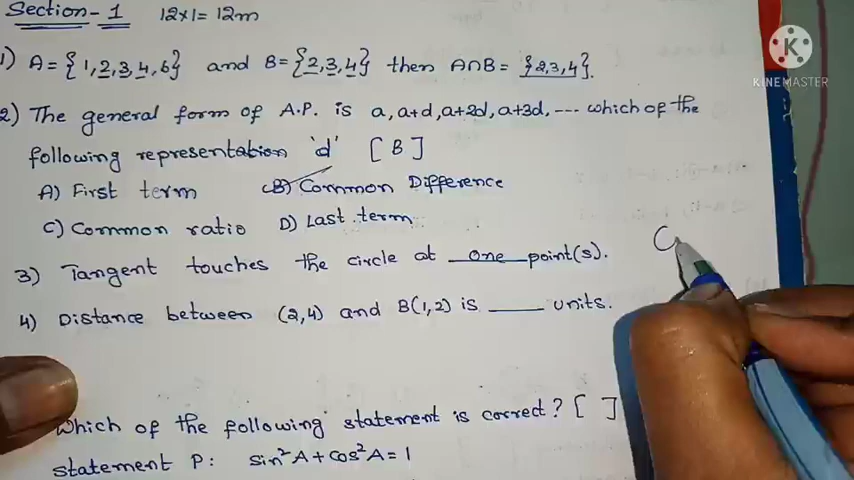 Section - 1 12×1= 12m
K
KINEMASTER
1) A = {1, 2, 3, 4, 6} and B= {2, 3, 4} then A∩B = {2,3,4}.
2) The general form of A.P. is a, a+d, a+2d, a+3d, ---- which of the
following representation 'd' [ B ]
A) First term B) Common Difference
C) Common ratio D) Last term
3) Tangent touches the circle at one point(s).
4) Distance between (2,4) and B(1,2) is ____ units.
Which of the following statement is correct? [ ]
statement P: sin²A + cos²A = 1